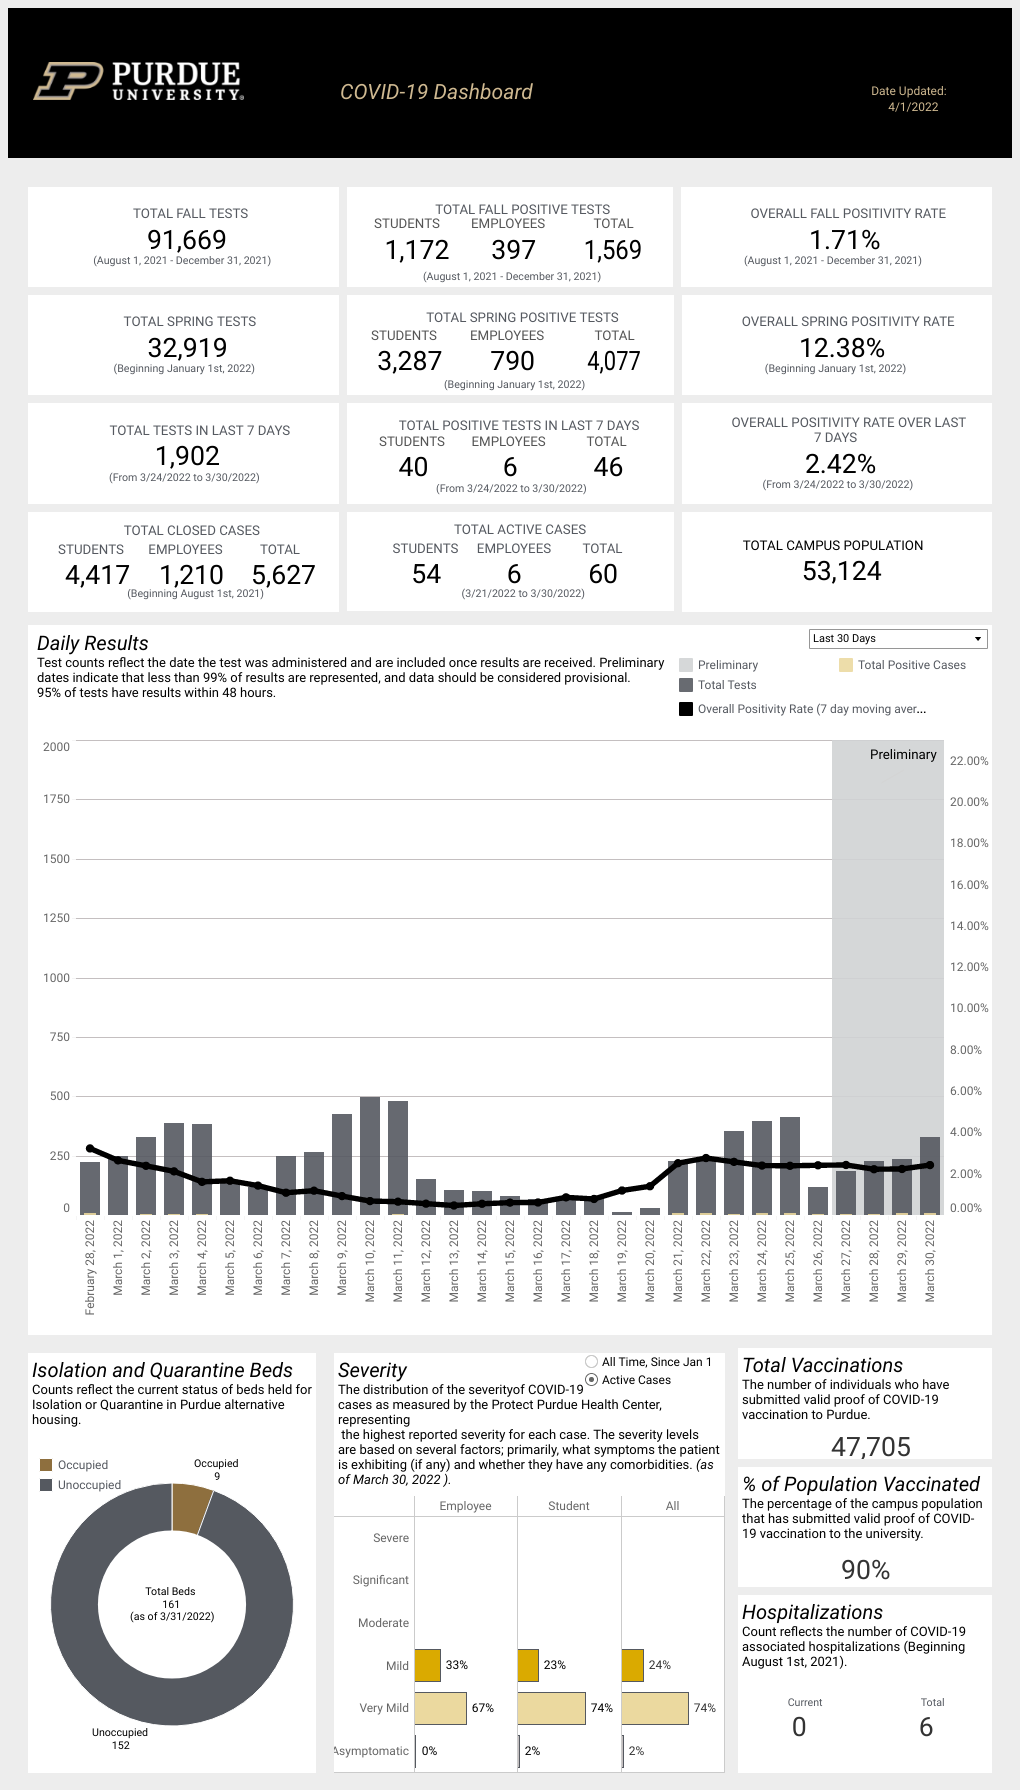 PURDUE
UNIVERSITY®
COVID-19 Dashboard
Date Updated:
4/1/2022
TOTAL FALL TESTS
91,669
(August 1, 2021 - December 31, 2021)
TOTAL FALL POSITIVE TESTS
STUDENTS EMPLOYEES TOTAL
1,172 397 1,569
(August 1, 2021 - December 31, 2021)
OVERALL FALL POSITIVITY RATE
1.71%
(August 1, 2021 - December 31, 2021)
TOTAL SPRING TESTS
32,919
(Beginning January 1st, 2022)
TOTAL SPRING POSITIVE TESTS
STUDENTS EMPLOYEES TOTAL
3,287 790 4,077
(Beginning January 1st, 2022)
OVERALL SPRING POSITIVITY RATE
12.38%
(Beginning January 1st, 2022)
TOTAL TESTS IN LAST 7 DAYS
1,902
(From 3/24/2022 to 3/30/2022)
TOTAL POSITIVE TESTS IN LAST 7 DAYS
STUDENTS EMPLOYEES TOTAL
40 6 46
(From 3/24/2022 to 3/30/2022)
OVERALL POSITIVITY RATE OVER LAST
7 DAYS
2.42%
(From 3/24/2022 to 3/30/2022)
TOTAL CLOSED CASES
STUDENTS EMPLOYEES TOTAL
4,417 1,210 5,627
(Beginning August 1st, 2021)
TOTAL ACTIVE CASES
STUDENTS EMPLOYEES TOTAL
54 6 60
(3/21/2022 to 3/30/2022)
TOTAL CAMPUS POPULATION
53,124
Daily Results
Test counts reflect the date the test was administered and are included once results are received. Preliminary
dates indicate that less than 99% of results are represented, and data should be considered provisional.
95% of tests have results within 48 hours.
Last 30 Days
Preliminary
Total Positive Cases
Total Tests
Overall Positivity Rate (7 day moving aver...
Preliminary
2000
1750
1500
1250
1000
750
500
250
0
22.00%
20.00%
18.00%
16.00%
14.00%
12.00%
10.00%
8.00%
6.00%
4.00%
2.00%
0.00%
February 28, 2022
March 1, 2022
March 2, 2022
March 3, 2022
March 4, 2022
March 5, 2022
March 6, 2022
March 7, 2022
March 8, 2022
March 9, 2022
March 10, 2022
March 11, 2022
March 12, 2022
March 13, 2022
March 14, 2022
March 15, 2022
March 16, 2022
March 17, 2022
March 18, 2022
March 19, 2022
March 20, 2022
March 21, 2022
March 22, 2022
March 23, 2022
March 24, 2022
March 25, 2022
March 26, 2022
March 27, 2022
March 28, 2022
March 29, 2022
March 30, 2022
Isolation and Quarantine Beds
Counts reflect the current status of beds held for
Isolation or Quarantine in Purdue alternative
housing.
Occupied
Unoccupied
Occupied
9
Total Beds
161
(as of 3/31/2022)
Unoccupied
152
Severity
All Time, Since Jan 1
Active Cases
The distribution of the severityof COVID-19
cases as measured by the Protect Purdue Health Center,
representing
the highest reported severity for each case. The severity levels
are based on several factors; primarily, what symptoms the patient
is exhibiting (if any) and whether they have any comorbidities. (as
of March 30, 2022 ).
Employee Student All
Severe
Significant
Moderate
Mild 33% 23% 24%
Very Mild 67% 74% 74%
Asymptomatic 0% 2% 2%
Total Vaccinations
The number of individuals who have
submitted valid proof of COVID-19
vaccination to Purdue.
47,705
% of Population Vaccinated
The percentage of the campus population
that has submitted valid proof of COVID-
19 vaccination to the university.
90%
Hospitalizations
Count reflects the number of COVID-19
associated hospitalizations (Beginning
August 1st, 2021).
Current Total
0 6